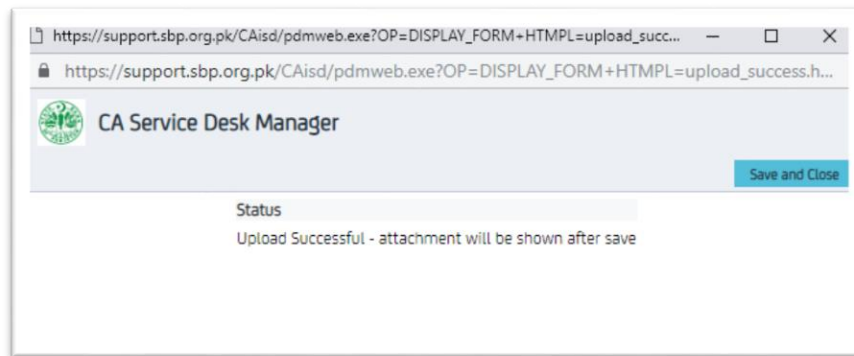 https://support.sbp.org.pk/CAisd/pdmweb.exe?OP=DISPLAY_FORM+HTMPL=upload_succ...
https://support.sbp.org.pk/CAisd/pdmweb.exe?OP=DISPLAY_FORM+HTMPL=upload_success.h...
CA Service Desk Manager
Save and Close
Status
Upload Successful - attachment will be shown after save